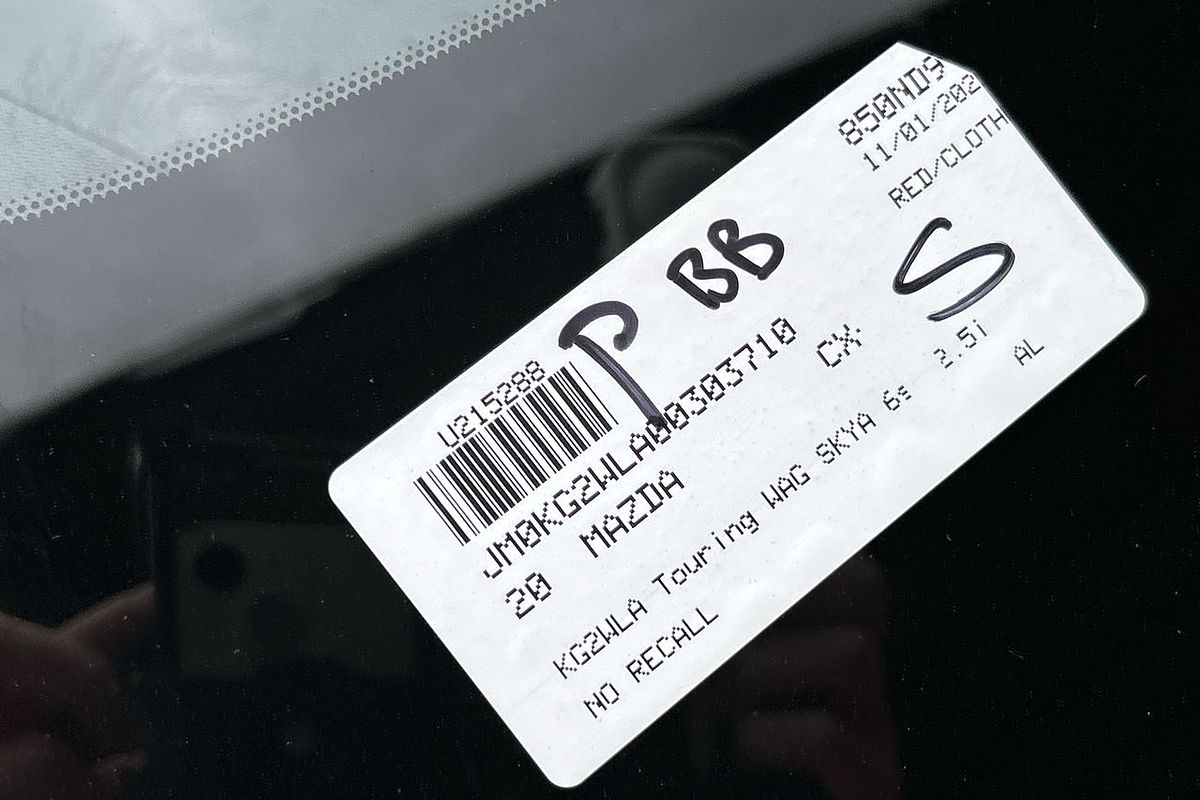 850ND9
11/01/202
RED/CLOTH
P BB S
U215288
JM0KG2WLA00303710
20 MAZDA CX-
KG2WLA Touring WAG SKYA 6s 2.5i
NO RECALL AL